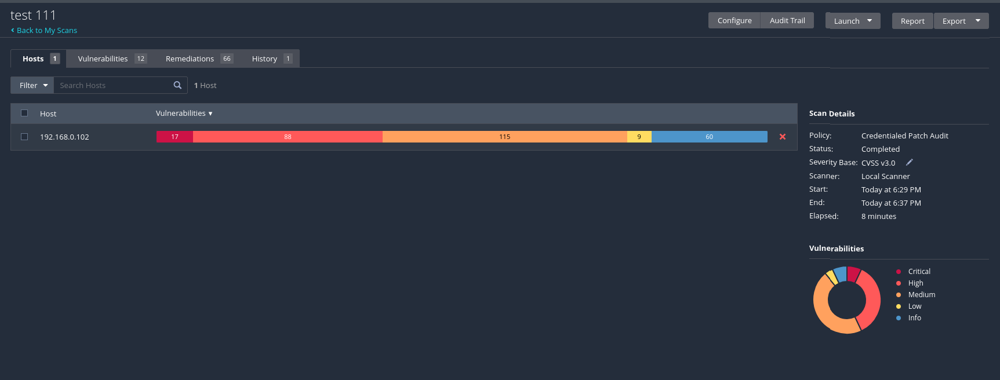 test 111
Back to My Scans
Configure Audit Trail Launch Report Export
Hosts 1 Vulnerabilities 12 Remediations 66 History 1
Filter Search Hosts 1 Host
Host Vulnerabilities ▼
192.168.0.102 17 88 115 9 60
Scan Details
Policy: Credentialed Patch Audit
Status: Completed
Severity Base: CVSS v3.0
Scanner: Local Scanner
Start: Today at 6:29 PM
End: Today at 6:37 PM
Elapsed: 8 minutes
Vulnerabilities
Critical
High
Medium
Low
Info